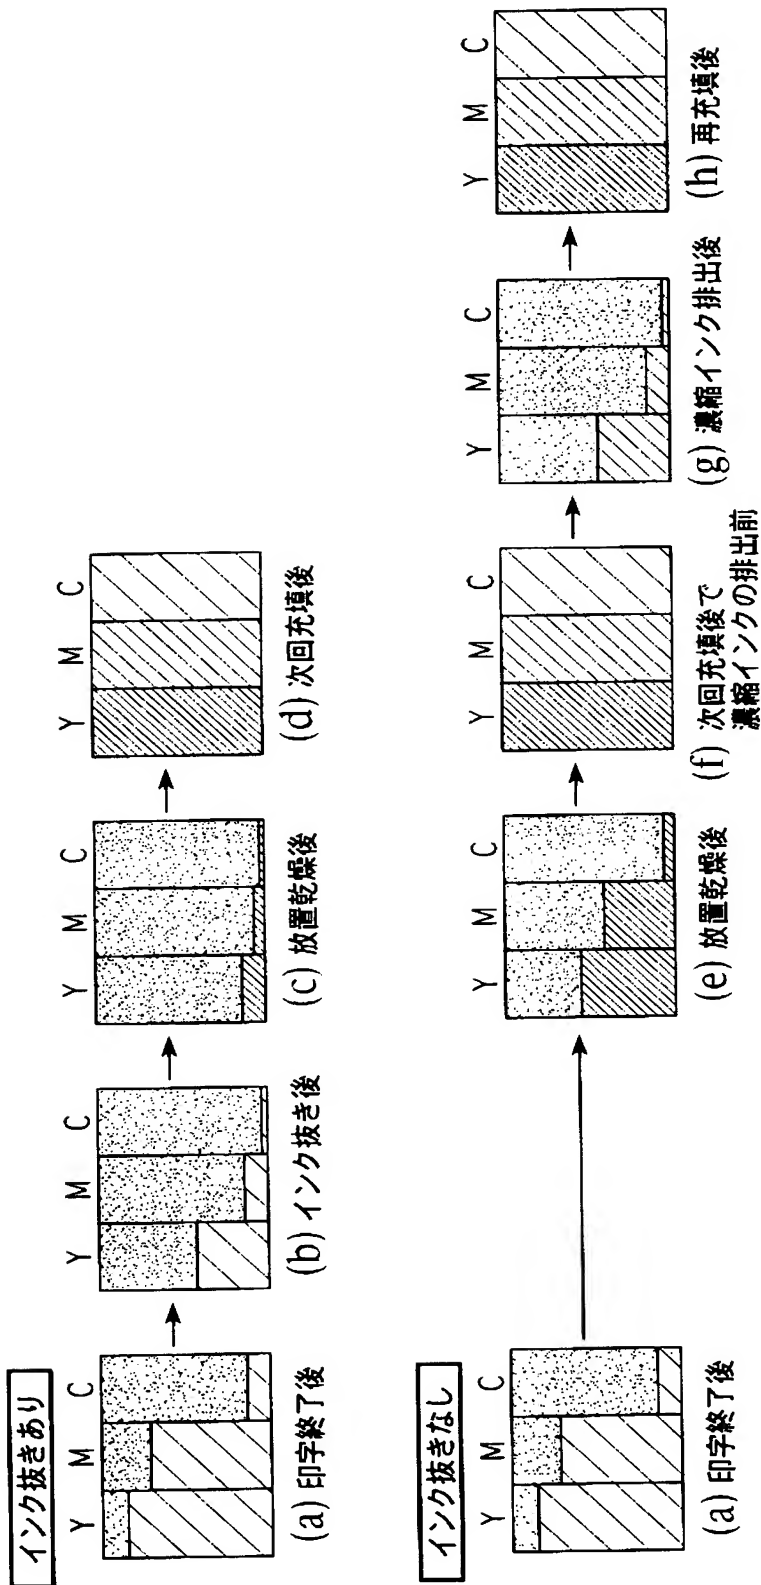 インク抜きあり
Y M C
(a) 印字終了後
Y M C
(b) インク抜き後
Y M C
(c) 放置乾燥後
Y M C
(d) 次回充填後
インク抜きなし
Y M C
(a) 印字終了後
Y M C
(e) 放置乾燥後
Y M C
(f) 次回充填後で
濃縮インクの排出前
Y M C
(g) 濃縮インク排出後
Y M C
(h) 再充填後